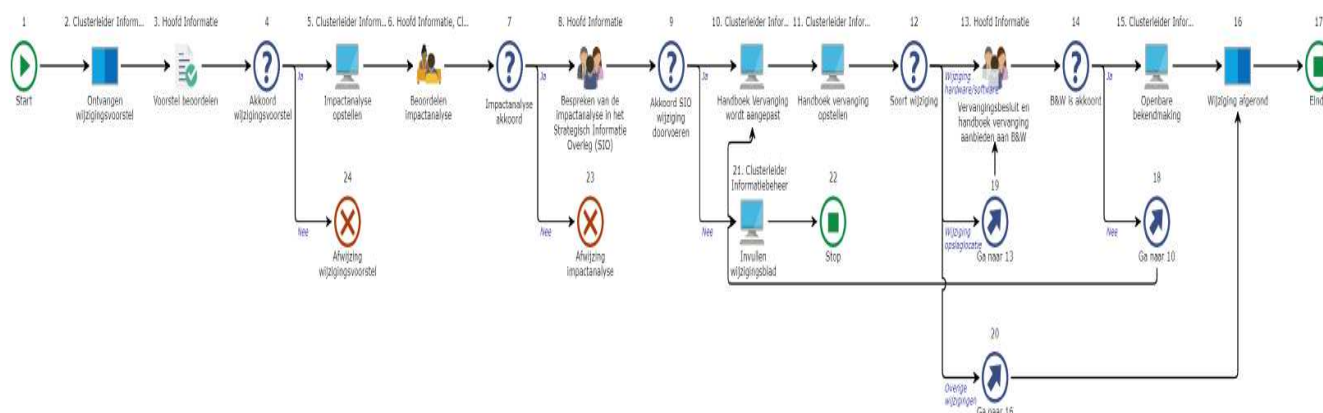 1
2. Clusterleider Inform...
3. Hoofd Informatie
4
5. Clusterleider Inform...
6. Hoofd Informatie, Cl...
7
8. Hoofd Informatie
9
10. Clusterleider Infor...
11. Clusterleider Infor...
12
13. Hoofd Informatie
14
15. Clusterleider Infor...
16
17
Start
Ontvangen
wijzigingsvoorstel
Voorstel beoordelen
Akkoord
wijzigingsvoorstel
Ja
Impactanalyse
opstellen
Beoordelen
impactanalyse
Impactanalyse
akkoord
Ja
Bespreken van de
impactanalyse in het
Strategisch Informatie
Overleg (SIO)
Akkoord SIO
wijziging
doorvoeren
Ja
Handboek Vervanging
wordt aangepast
Handboek vervanging
opstellen
Soort wijziging
Wijziging
hardware/software
Vervangingsbesluit en
handboek vervanging
aanbieden aan B&W
B&W is akkoord
Ja
Openbare
bekendmaking
Wijziging afgerond
Eind
24
Nee
Afwijzing
wijzigingsvoorstel
23
Nee
Afwijzing
impactanalyse
21. Clusterleider
Informatiebeheer
Nee
Invullen
wijzigingsblad
22
Stop
19
Wijziging
opslaglocatie
Ga naar 13
18
Nee
Ga naar 10
20
Overige
wijzigingen
Ga naar 16